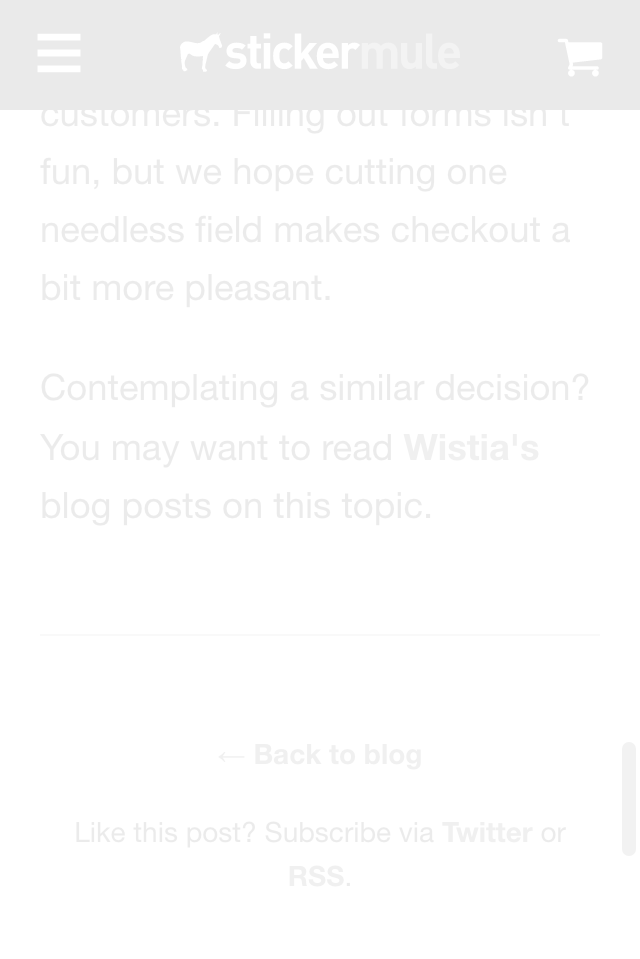 stickermule
customers. Filling out forms isn't
fun, but we hope cutting one
needless field makes checkout a
bit more pleasant.
Contemplating a similar decision?
You may want to read Wistia's
blog posts on this topic.
← Back to blog
Like this post? Subscribe via Twitter or
RSS.